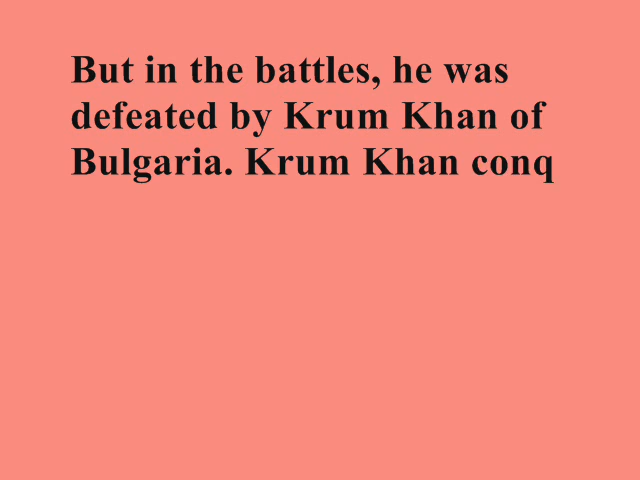 But in the battles, he was
defeated by Krum Khan of
Bulgaria. Krum Khan conq